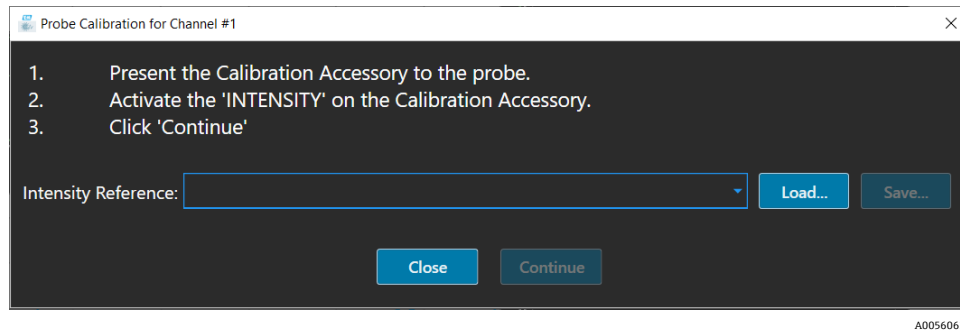 Probe Calibration for Channel #1
1. Present the Calibration Accessory to the probe.
2. Activate the 'INTENSITY' on the Calibration Accessory.
3. Click 'Continue'
Intensity Reference: Load... Save...
Close Continue
A005606